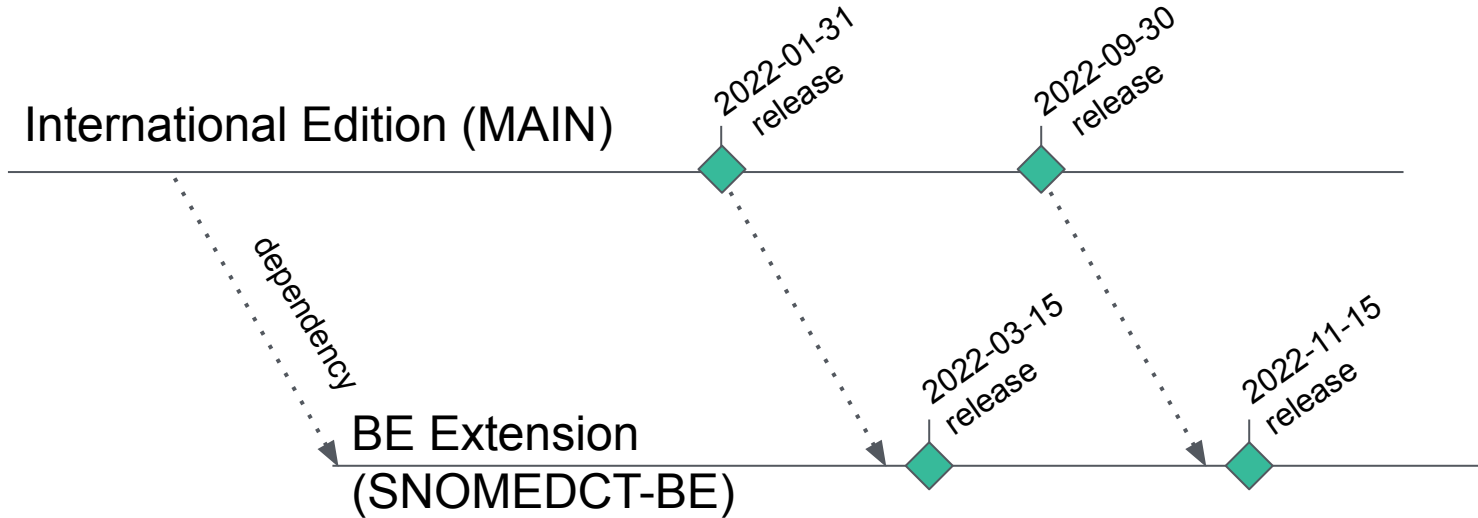 2022-01-31
release
2022-09-30
release
International Edition (MAIN)
dependency
2022-03-15
release
2022-11-15
release
BE Extension
(SNOMEDCT-BE)